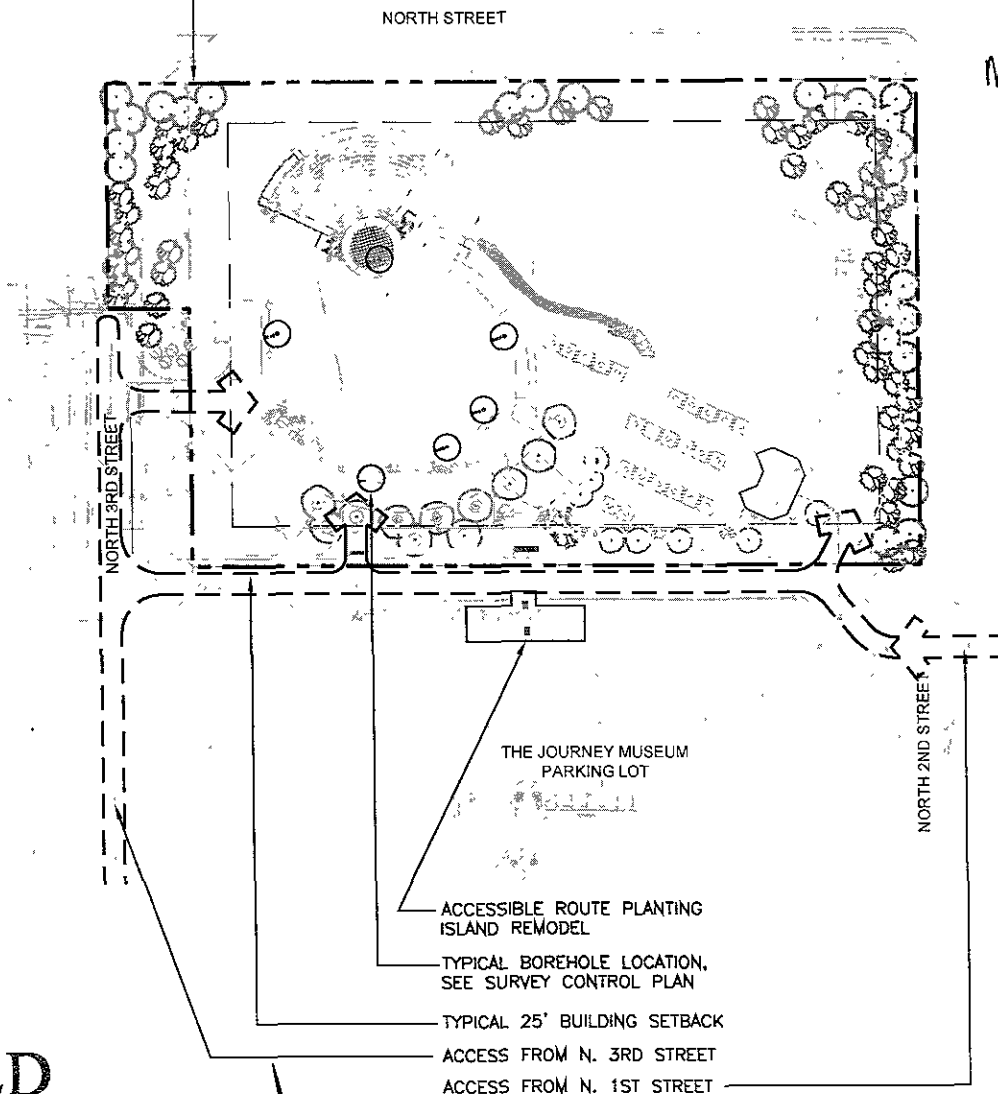 NORTH STREET
NORTH 3RD STREET
THE JOURNEY MUSEUM
PARKING LOT
NORTH 2ND STREET
ACCESSIBLE ROUTE PLANTING
ISLAND REMODEL
TYPICAL BOREHOLE LOCATION,
SEE SURVEY CONTROL PLAN
TYPICAL 25' BUILDING SETBACK
ACCESS FROM N. 3RD STREET
ACCESS FROM N. 1ST STREET